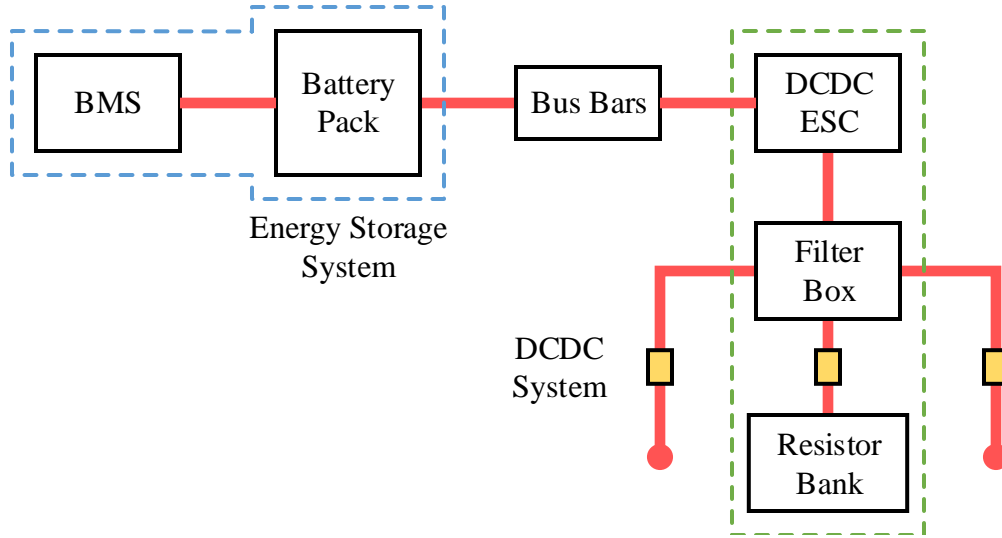 BMS
Battery
Pack
Bus Bars
DCDC
ESC
Energy Storage
System
Filter
Box
DCDC
System
Resistor
Bank